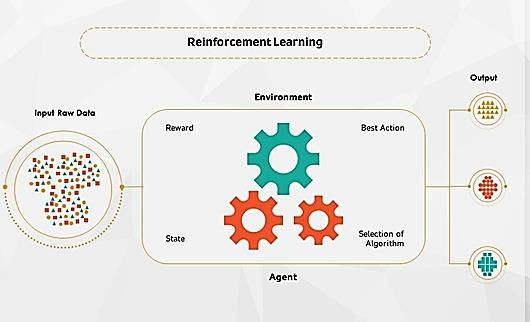 Reinforcement Learning
Input Raw Data
Environment
Output
Reward
Best Action
State
Selection of
Algorithm
Agent